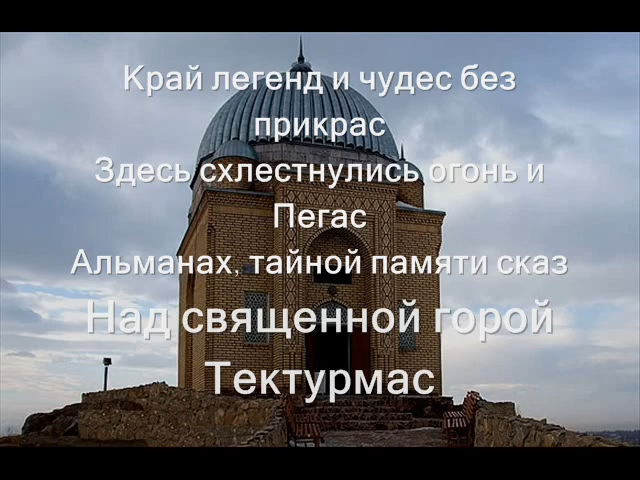 Край легенд и чудес без
прикрас
Здесь схлестнулись огонь и
Пегас
Альманах, тайной памяти сказ
Над священной горой
Тектурмас